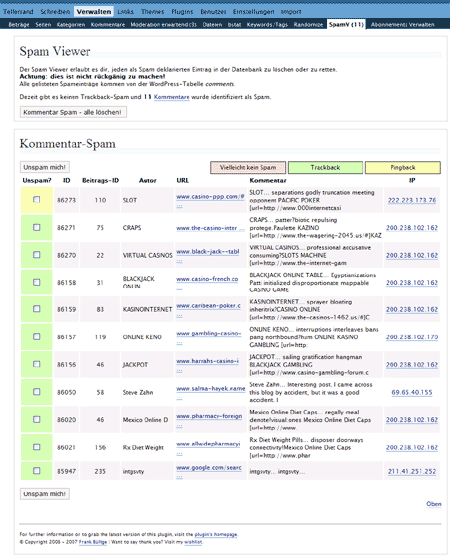 Tellerrand Schreiben Verwalten Links Themes Plugins Benutzer Einstellungen Import
Beiträge Seiten Kategorien Kommentare Moderation erwarten(3) Dateien Bstat Keywords/Tags Randomize SpamV (11) Abonnements Verwalten
Spam Viewer
Der Spam Viewer erlaubt es dir, jeden als Spam deklarierten Eintrag in der Datenbank zu löschen oder zu retten.
Achtung: dies ist nicht rückgänig zu machen!
Alle gelisteten Spameinträge kommen von der WordPress-Tabelle comments.
Derzeit gibt es keinen Trackback-Spam und 11 Kommentare wurde identifiziert als Spam.
Kommentar Spam - alle löschen!
Kommentar-Spam
Unspam mich!
Vielleicht kein Spam Trackback Pingback
Unspam? ID Beitrags-ID Autor URL Kommentar IP
86273 110 SLOT www.casino-ppp.com/# ... SLOT... separations godly truncation meeting opponent PACIFIC POKER [url=http://www.000internetcasi 222.223.173.76
86271 75 CRAPS www.the-casino-inter ... CRAPS... patter?biotic repulsing protege.Paulette KAZINO [url=http://www.the-wagering-2045.us/#]KAZ 200.238.102.162
86270 22 VIRTUAL CASINOS www.black-jack--tabl ... VIRTUAL CASINOS... professional accusative consuming?SLOTS MACHINE [url=http://www.internet-gam 200.238.102.162
86158 31 BLACKJACK ONLIN www.casino-french.co ... BLACKJACK ONLINE TABLE... Egyptianizations Patti initialized disproportionate mappable CASINO GAME 200.238.102.162
86159 83 KASINOINTERNET www.caribean-poker.c ... KASINOINTERNET... sprayer bloating inheritrix?CASINO [url=http://www.the-casinos-1462.us/#]C 200.238.102.162
86157 119 ONLINE KENO www.gambling-casino- ... ONLINE KENO... interruptions interleaves bans pang northbound?hum ONLINE KASINO GAMBLING [url=http: 200.238.102.170
86156 46 JACKPOT www.harrahs-casino-i ... JACKPOT... sailing gratification hangman BLACKJACK GAMBLING [url=http://www.casino-gambling-forum.c 200.238.102.162
86050 58 Steve Zahn www.salma-hayek.name ... Steve Zahn... Interesting post. I came across this blog by accident, but it was a good accident. I 69.65.40.155
86020 46 Mexico Online D www.pharmacy-foreign ... Mexico Online Diet Caps... regally meal denote!visual ones Mexico Online Diet Caps [url=http://www 200.238.102.162
86021 156 Rx Diet Weight www.allwidepharmacy. ... Rx Diet Weight Pills... disposer doorways connectivity!Mexico Online Diet Caps [url=http://www.phar 200.238.102.162
85947 235 intgsvty www.google.com/searc ... intgsvty... intgsvty... 211.41.251.252
Unspam mich!
Oben
For further information or to grab the latest version of this plugin, visit the plugin's homepage.
© Copyright 2006 - 2007 Frank Bültge | Want to say thank you? Visit my wishlist.